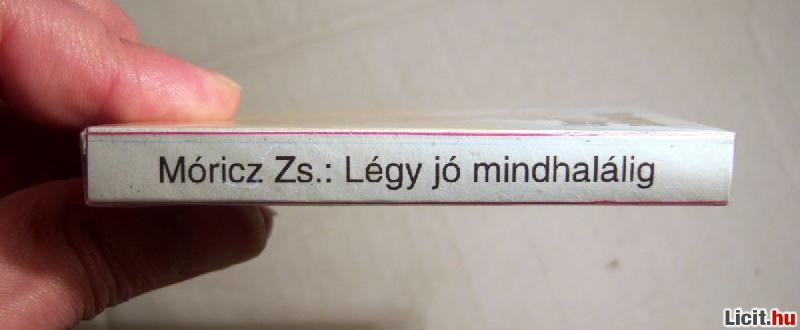 Móricz Zs.: Légy jó mindhalálig
Licit.hu